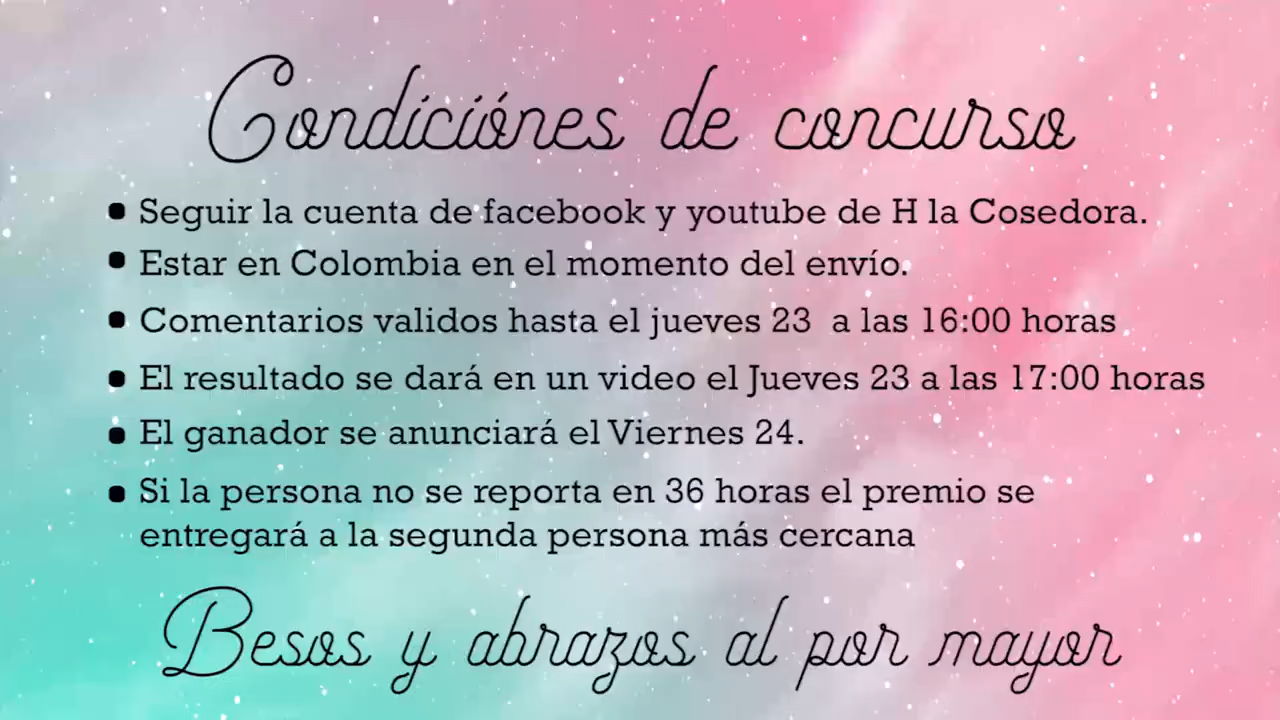 Condiciónes de concurso
• Seguir la cuenta de facebook y youtube de H la Cosedora.
• Estar en Colombia en el momento del envío.
• Comentarios validos hasta el jueves 23 a las 16:00 horas
• El resultado se dará en un video el Jueves 23 a las 17:00 horas
• El ganador se anunciará el Viernes 24.
• Si la persona no se reporta en 36 horas el premio se
entregará a la segunda persona más cercana
Besos y abrazos al por mayor